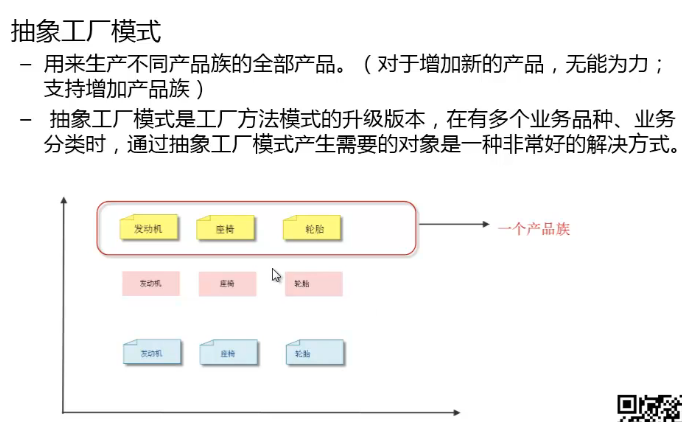 抽象工厂模式
– 用来生产不同产品族的全部产品。（对于增加新的产品，无能为力；
支持增加产品族）
– 抽象工厂模式是工厂方法模式的升级版本，在有多个业务品种、业务
分类时，通过抽象工厂模式产生需要的对象是一种非常好的解决方式。
发动机 座椅 轮胎 一个产品族
发动机 座椅 轮胎
发动机 座椅 轮胎